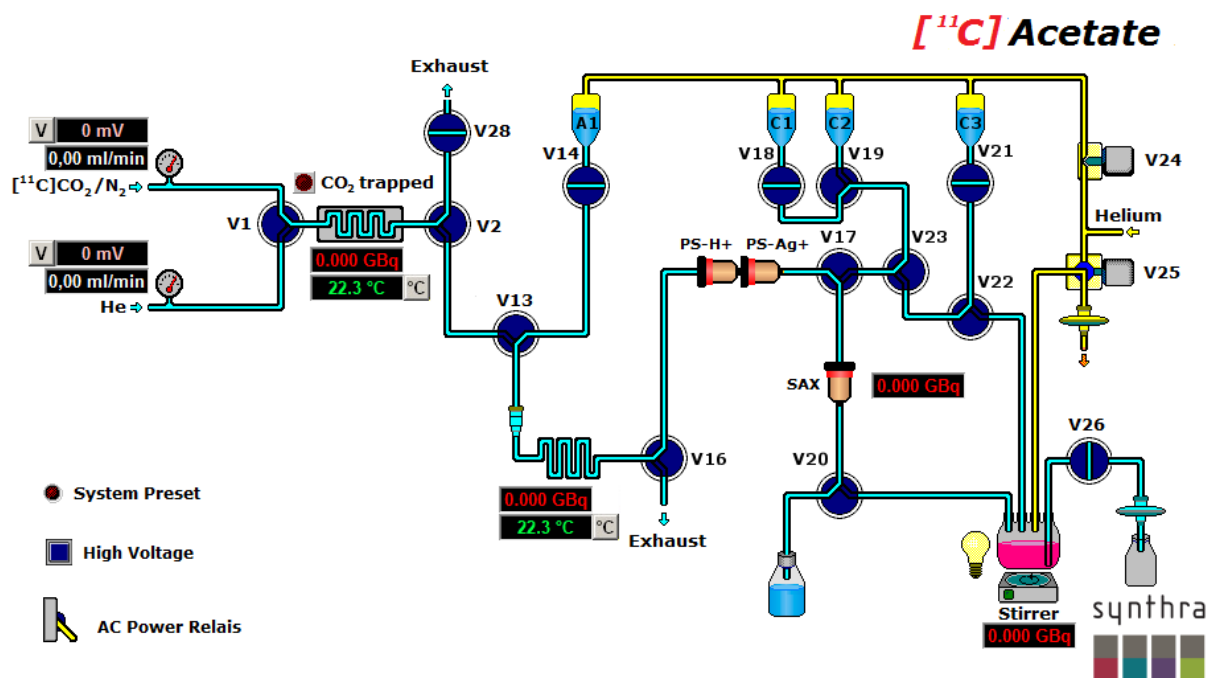 [¹¹C] Acetate
Exhaust
V 0 mV
0,00 ml/min
[¹¹C]CO₂/N₂
V28
A1
C1
C2
C3
V14
V18
V19
V21
V24
CO₂ trapped
V1
V2
Helium
PS-H+ PS-Ag+
V17
V23
V 0 mV
0,00 ml/min
He
0.000 GBq
22.3 °C °C
V13
V22
V25
SAX
0.000 GBq
V16
V20
V26
0.000 GBq
22.3 °C °C
Exhaust
System Preset
High Voltage
AC Power Relais
Stirrer
0.000 GBq
synthra